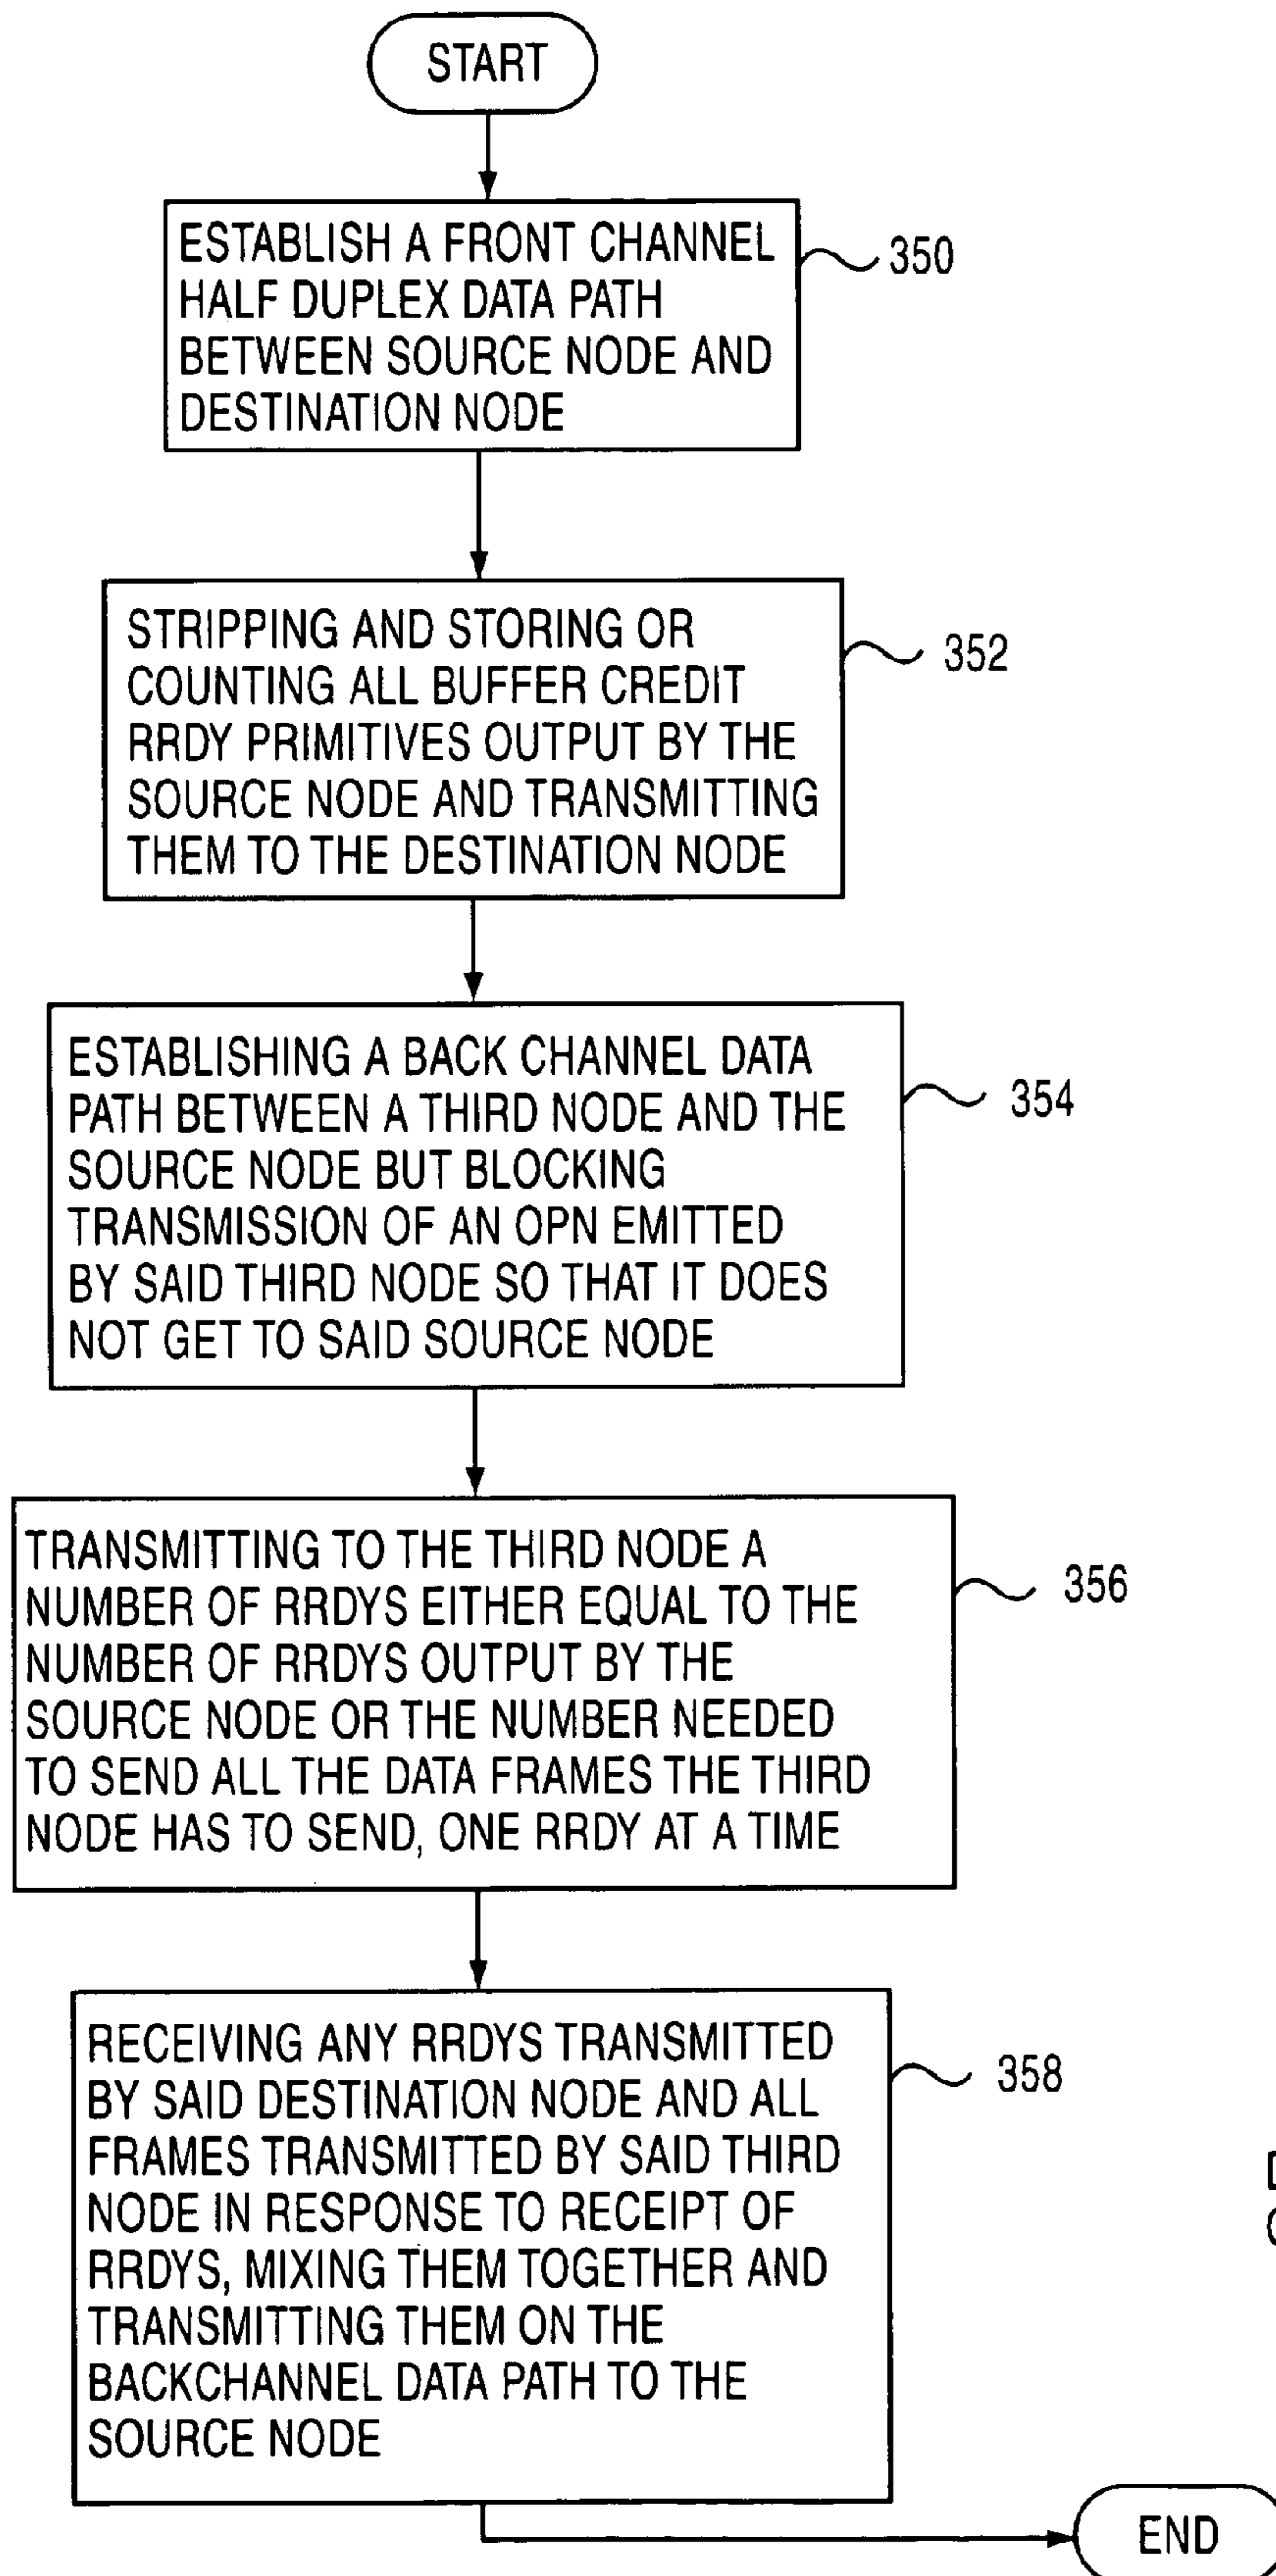 START
ESTABLISH A FRONT CHANNEL
HALF DUPLEX DATA PATH
BETWEEN SOURCE NODE AND
DESTINATION NODE
350
STRIPPING AND STORING OR
COUNTING ALL BUFFER CREDIT
RRDY PRIMITIVES OUTPUT BY THE
SOURCE NODE AND TRANSMITTING
THEM TO THE DESTINATION NODE
352
ESTABLISHING A BACK CHANNEL DATA
PATH BETWEEN A THIRD NODE AND THE
SOURCE NODE BUT BLOCKING
TRANSMISSION OF AN OPN EMITTED
BY SAID THIRD NODE SO THAT IT DOES
NOT GET TO SAID SOURCE NODE
354
TRANSMITTING TO THE THIRD NODE A
NUMBER OF RRDYS EITHER EQUAL TO THE
NUMBER OF RRDYS OUTPUT BY THE
SOURCE NODE OR THE NUMBER NEEDED
TO SEND ALL THE DATA FRAMES THE THIRD
NODE HAS TO SEND, ONE RRDY AT A TIME
356
RECEIVING ANY RRDYS TRANSMITTED
BY SAID DESTINATION NODE AND ALL
FRAMES TRANSMITTED BY SAID THIRD
NODE IN RESPONSE TO RECEIPT OF
RRDYS, MIXING THEM TOGETHER AND
TRANSMITTING THEM ON THE
BACKCHANNEL DATA PATH TO THE
SOURCE NODE
358
END